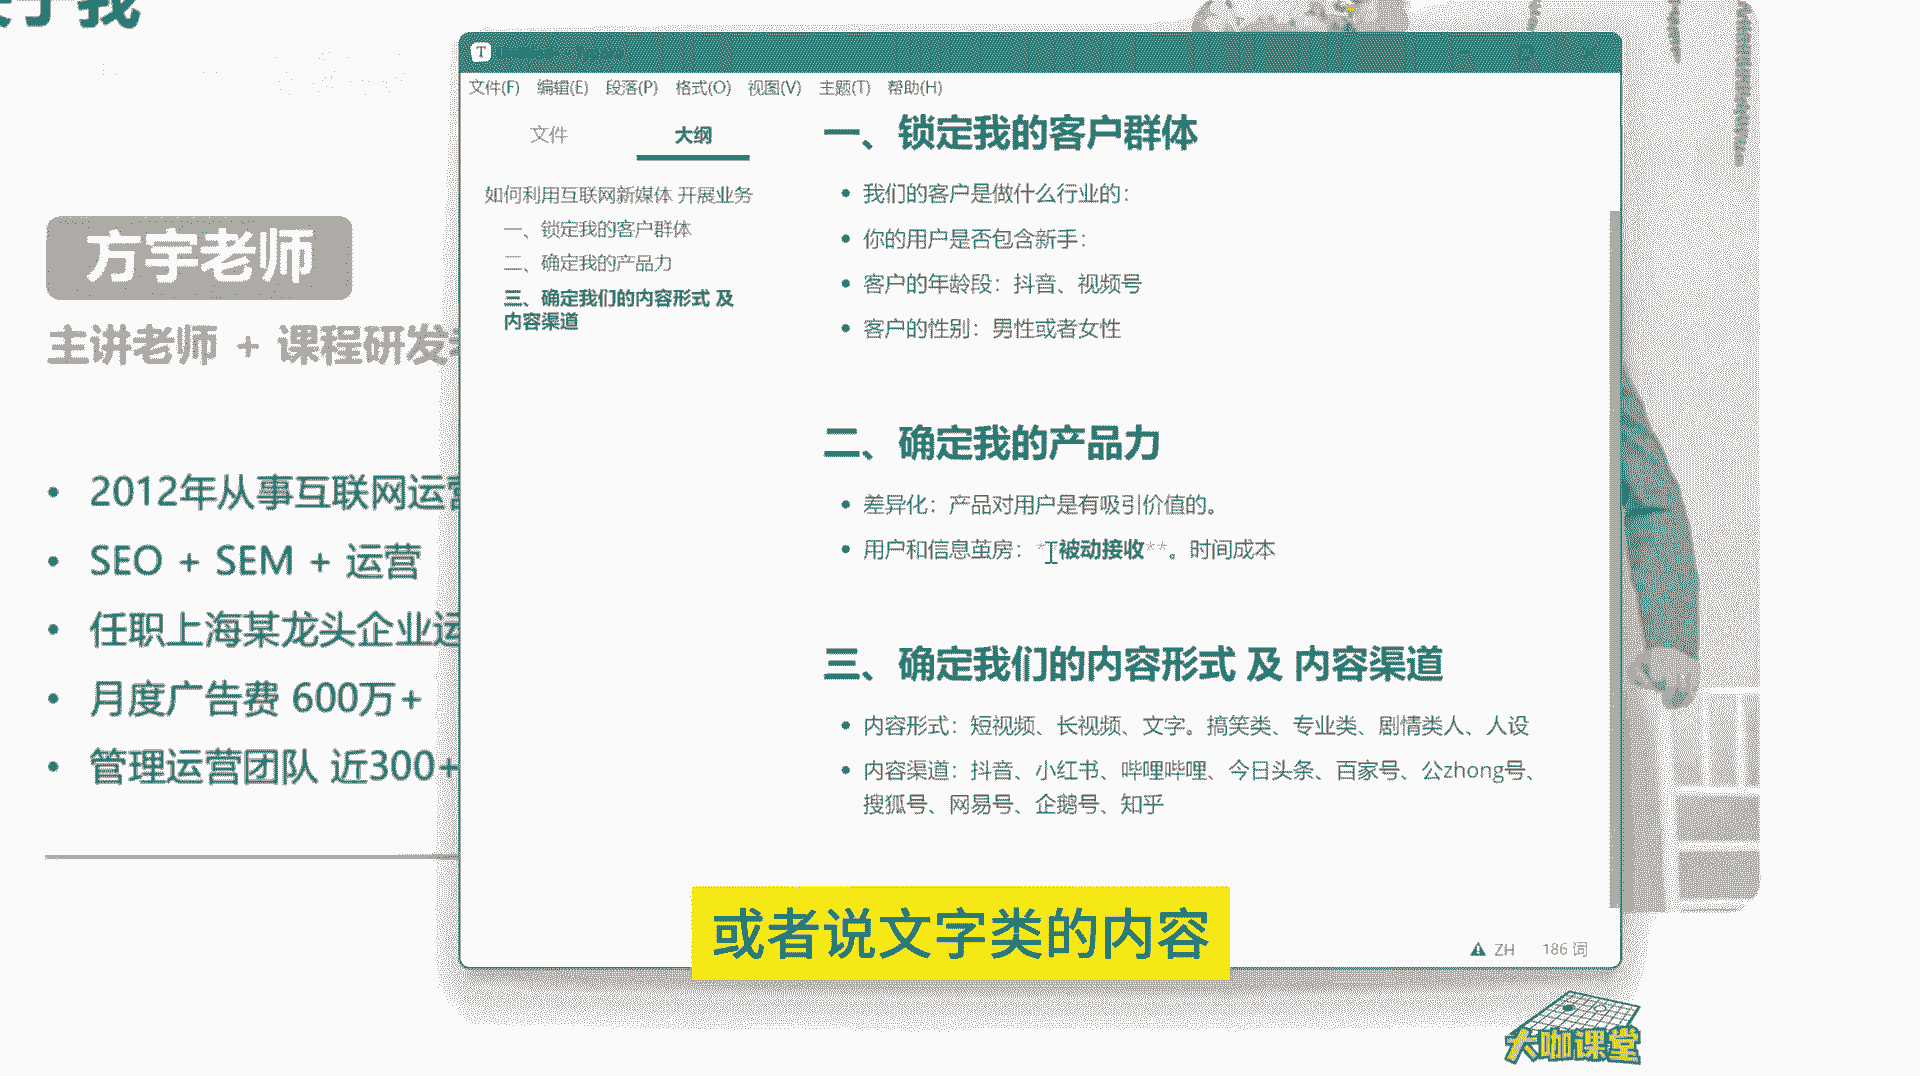 方宇老师
主讲老师 + 课程研发
2012年从事互联网运营
SEO + SEM + 运营
任职上海某龙头企业运
月度广告费 600万+
管理运营团队 近300+
T
文件(F) 编辑(E) 段落(P) 格式(O) 视图(V) 主题(T) 帮助(H)
文件 大纲
如何利用互联网新媒体 开展业务
一、锁定我的客户群体
二、确定我的产品力
三、确定我们的内容形式 及
内容渠道
一、锁定我的客户群体
我们的客户是做什么行业的：
你的用户是否包含新手：
客户的年龄段：抖音、视频号
客户的性别：男性或者女性
二、确定我的产品力
差异化：产品对用户是有吸引价值的。
用户和信息茧房：**被动接收**。时间成本
三、确定我们的内容形式 及 内容渠道
内容形式：短视频、长视频、文字。搞笑类、专业类、剧情类人、人设
内容渠道：抖音、小红书、哔哩哔哩、今日头条、百家号、公zhong号、
搜狐号、网易号、企鹅号、知乎
或者说文字类的内容
ZH 186 词
大咖课堂